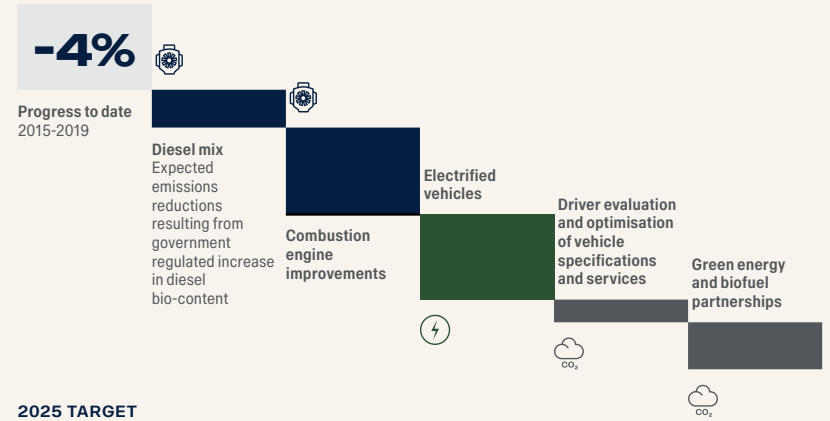 -4%
Progress to date
2015-2019
Diesel mix
Expected
emissions
reductions
resulting from
government
regulated increase
in diesel
bio-content
Combustion
engine
improvements
Electrified
vehicles
Driver evaluation
and optimisation
of vehicle
specifications
and services
CO₂
Green energy
and biofuel
partnerships
CO₂
2025 TARGET